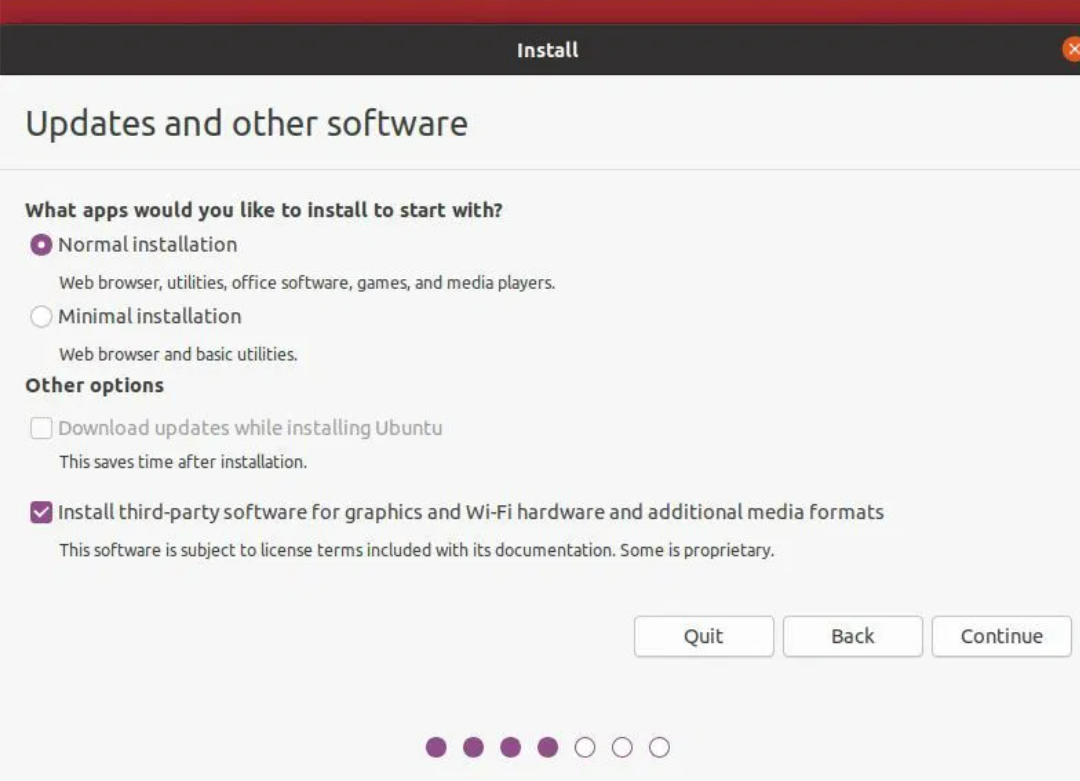 Install
Updates and other software
What apps would you like to install to start with?
Normal installation
Web browser, utilities, office software, games, and media players.
Minimal installation
Web browser and basic utilities.
Other options
Download updates while installing Ubuntu
This saves time after installation.
Install third-party software for graphics and Wi-Fi hardware and additional media formats
This software is subject to license terms included with its documentation. Some is proprietary.
Quit Back Continue